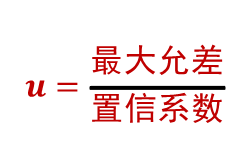 最大允差
u =
置信系数